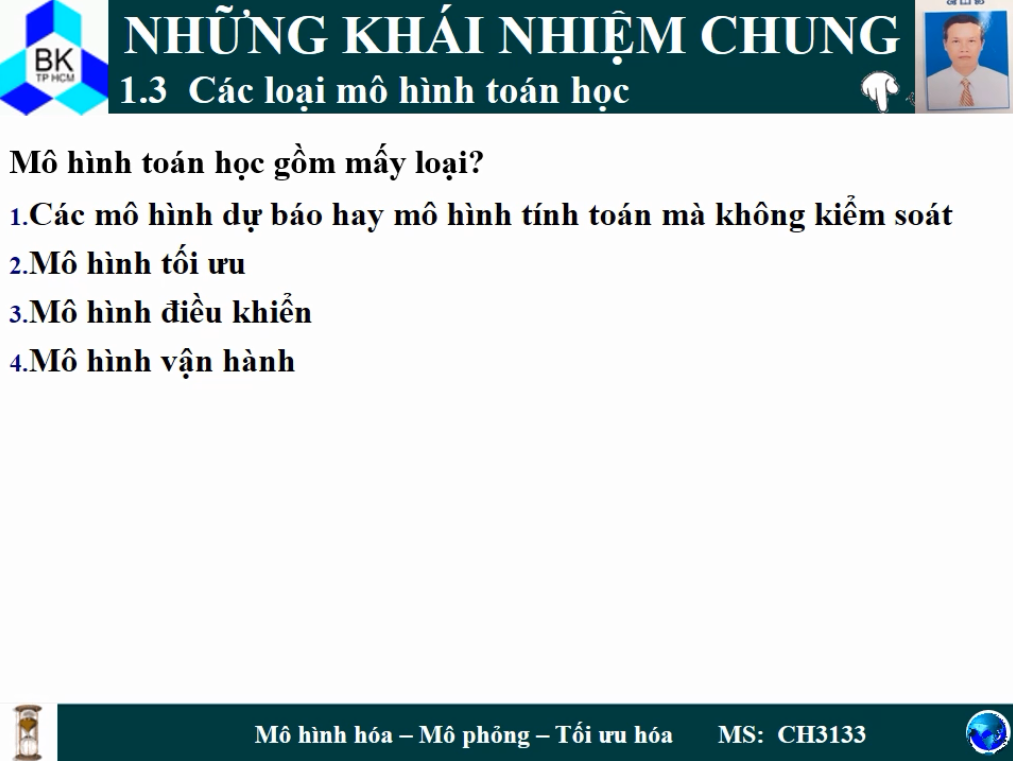 NHỮNG KHÁI NIỆM CHUNG
BK
TP HCM
1.3 Các loại mô hình toán học
Mô hình toán học gồm mấy loại?
1.Các mô hình dự báo hay mô hình tính toán mà không kiểm soát
2.Mô hình tối ưu
3.Mô hình điều khiển
4.Mô hình vận hành
Mô hình hóa – Mô phỏng – Tối ưu hóa MS: CH3133